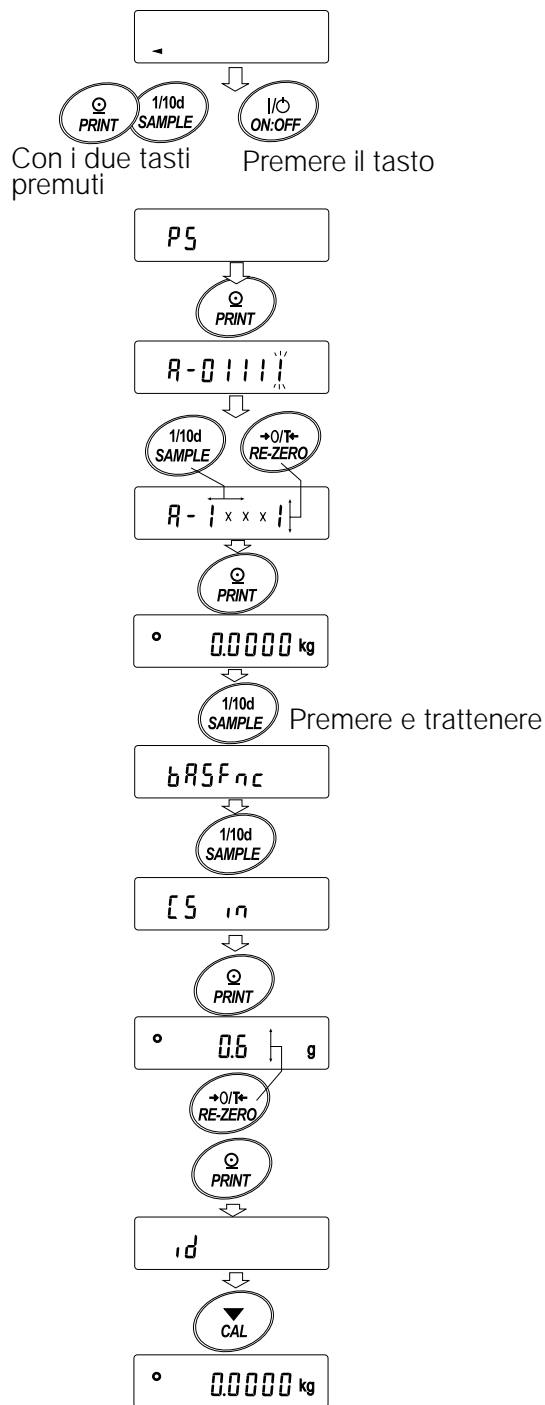 PRINT
1/10d
SAMPLE
ON:OFF
Con i due tasti
premuti
Premere il tasto
PS
PRINT
A-01111
1/10d
SAMPLE
→0/T←
RE-ZERO
A-1xxx1
PRINT
0.0000 kg
1/10d
SAMPLE
Premere e trattenere
bASFnc
1/10d
SAMPLE
CS in
PRINT
0.6 g
→0/T←
RE-ZERO
PRINT
id
CAL
0.0000 kg